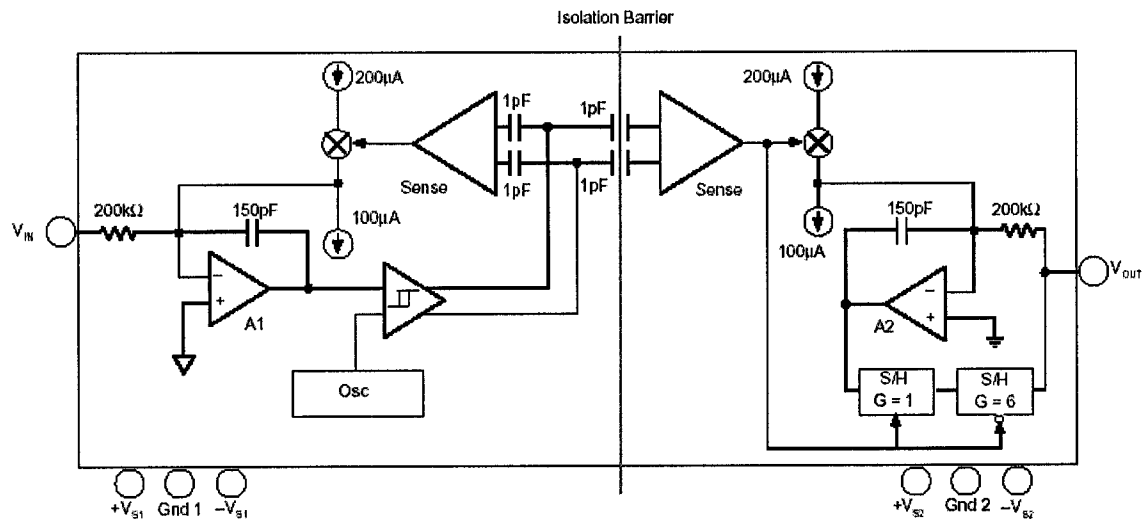 Isolation Barrier
200µA
1pF
1pF
200µA
Sense
1pF
1pF
Sense
200kΩ
150pF
100µA
150pF
200kΩ
100µA
V_IN
V_OUT
−
+
A1
−
+
A2
Osc
S/H
G = 1
S/H
G = 6
+V_S1
Gnd 1
−V_S1
+V_S2
Gnd 2
−V_S2